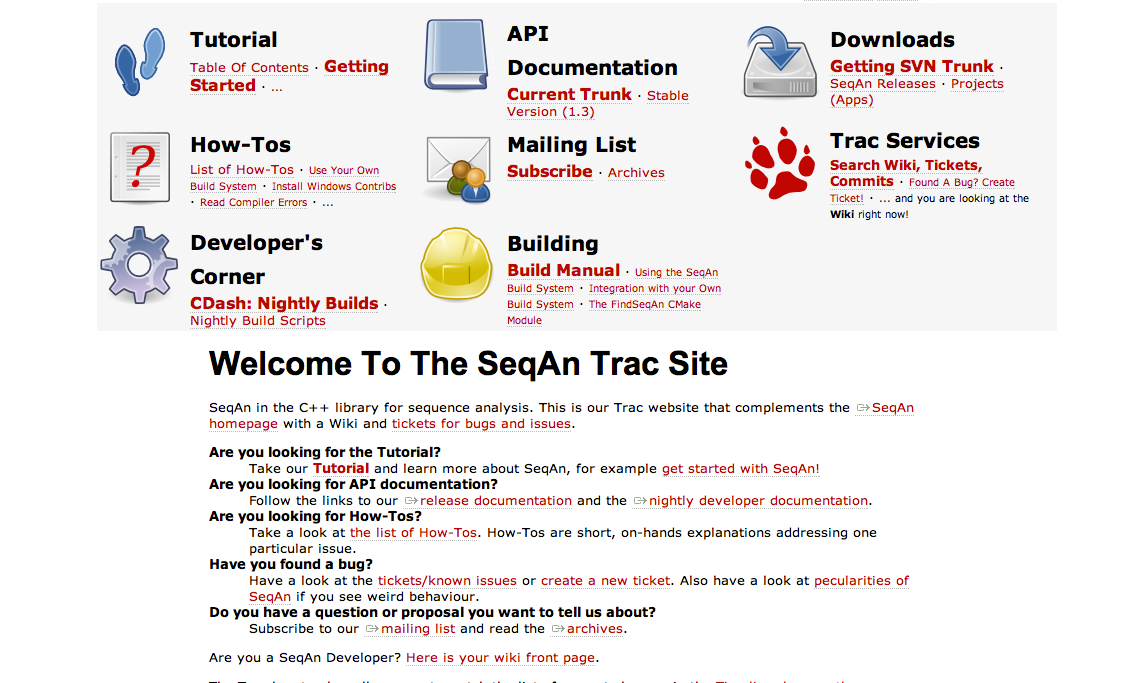 Tutorial
Table Of Contents · Getting
Started · ...
API
Documentation
Current Trunk · Stable
Version (1.3)
Downloads
Getting SVN Trunk ·
SeqAn Releases · Projects
(Apps)
?
How-Tos
List of How-Tos · Use Your Own
Build System · Install Windows Contribs
· Read Compiler Errors · ...
Mailing List
Subscribe · Archives
Trac Services
Search Wiki, Tickets,
Commits · Found A Bug? Create
Ticket! · ... and you are looking at the
Wiki right now!
Developer's
Corner
CDash: Nightly Builds ·
Nightly Build Scripts
Building
Build Manual · Using the SeqAn
Build System · Integration with your Own
Build System · The FindSeqAn CMake
Module
Welcome To The SeqAn Trac Site
SeqAn in the C++ library for sequence analysis. This is our Trac website that complements the SeqAn
homepage with a Wiki and tickets for bugs and issues.
Are you looking for the Tutorial?
Take our Tutorial and learn more about SeqAn, for example get started with SeqAn!
Are you looking for API documentation?
Follow the links to our release documentation and the nightly developer documentation.
Are you looking for How-Tos?
Take a look at the list of How-Tos. How-Tos are short, on-hands explanations addressing one
particular issue.
Have you found a bug?
Have a look at the tickets/known issues or create a new ticket. Also have a look at pecularities of
SeqAn if you see weird behaviour.
Do you have a question or proposal you want to tell us about?
Subscribe to our mailing list and read the archives.
Are you a SeqAn Developer? Here is your wiki front page.